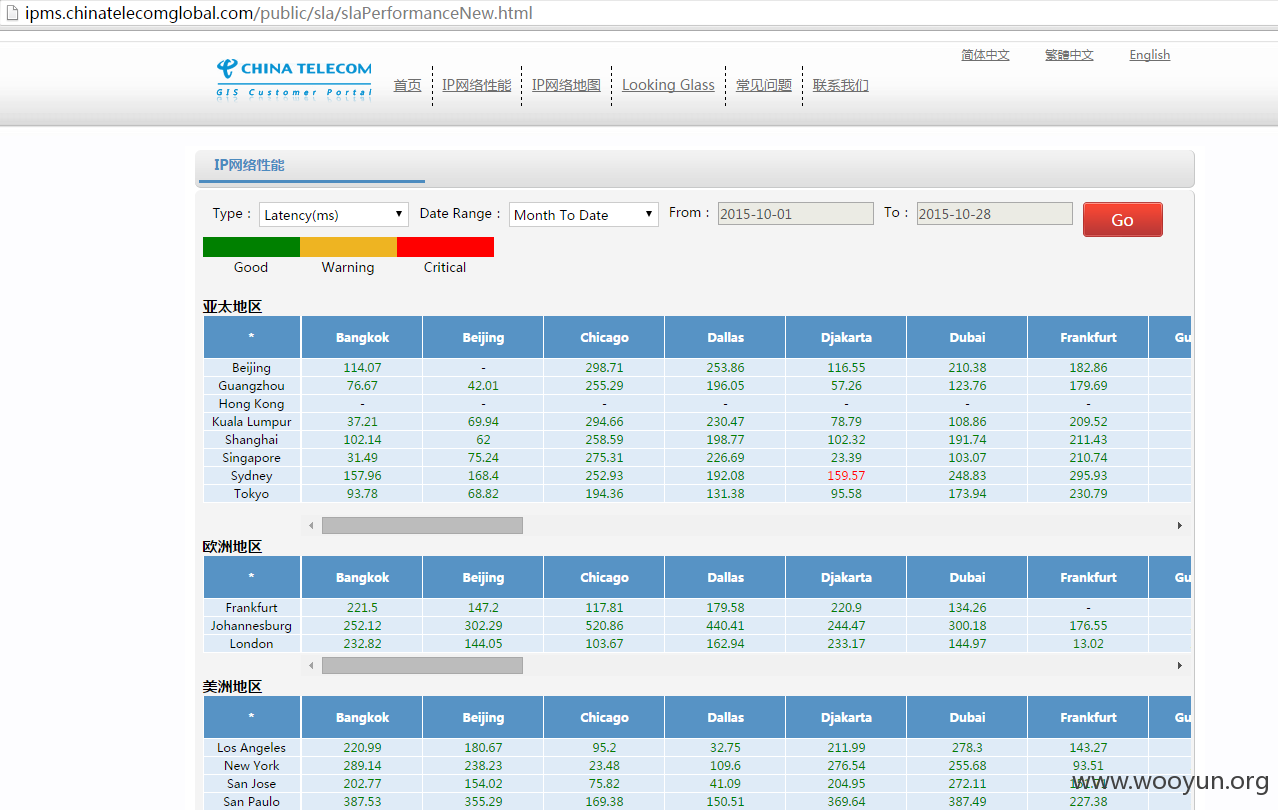 ipms.chinatelecomglobal.com/public/sla/slaPerformanceNew.html
简体中文 繁體中文 English
CHINA TELECOM
GIS Customer Portal
首页 IP网络性能 IP网络地图 Looking Glass 常见问题 联系我们
IP网络性能
Type : Latency(ms) Date Range : Month To Date From : 2015-10-01 To : 2015-10-28 Go
Good Warning Critical
亚太地区
* Bangkok Beijing Chicago Dallas Djakarta Dubai Frankfurt Gu
Beijing 114.07 - 298.71 253.86 116.55 210.38 182.86
Guangzhou 76.67 42.01 255.29 196.05 57.26 123.76 179.69
Hong Kong - - - - - - -
Kuala Lumpur 37.21 69.94 294.66 230.47 78.79 108.86 209.52
Shanghai 102.14 62 258.59 198.77 102.32 191.74 211.43
Singapore 31.49 75.24 275.31 226.69 23.39 103.07 210.74
Sydney 157.96 168.4 252.93 192.08 159.57 248.83 295.93
Tokyo 93.78 68.82 194.36 131.38 95.58 173.94 230.79
欧洲地区
* Bangkok Beijing Chicago Dallas Djakarta Dubai Frankfurt Gu
Frankfurt 221.5 147.2 117.81 179.58 220.9 134.26 -
Johannesburg 252.12 302.29 520.86 440.41 244.47 300.18 176.55
London 232.82 144.05 103.67 162.94 233.17 144.97 13.02
美洲地区
* Bangkok Beijing Chicago Dallas Djakarta Dubai Frankfurt Gu
Los Angeles 220.99 180.67 95.2 32.75 211.99 278.3 143.27
New York 289.14 238.23 23.48 109.6 276.54 255.68 93.51
San Jose 202.77 154.02 75.82 41.09 204.95 272.11
San Paulo 387.53 355.29 169.38 150.51 369.64 387.49 227.38
www.wooyun.org